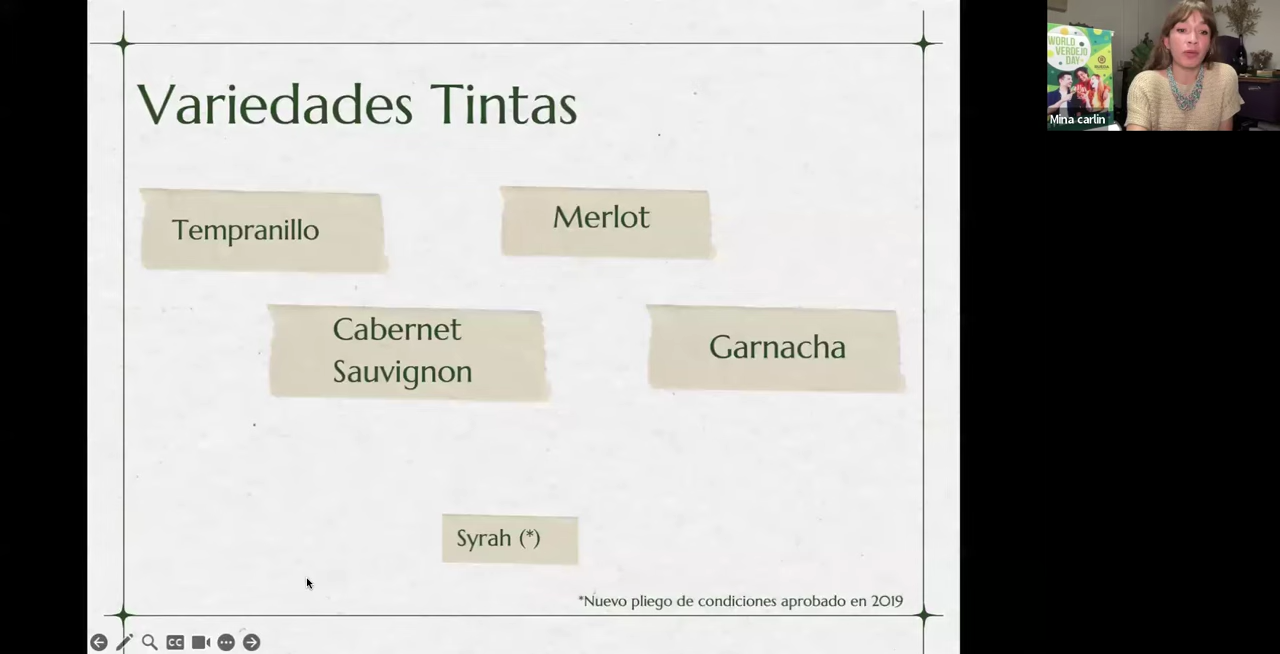 Variedades Tintas
Tempranillo
Merlot
Cabernet
Sauvignon
Garnacha
Syrah (*)
*Nuevo pliego de condiciones aprobado en 2019
CC
WORLD
VERDEJO
DAY
Mina carlin